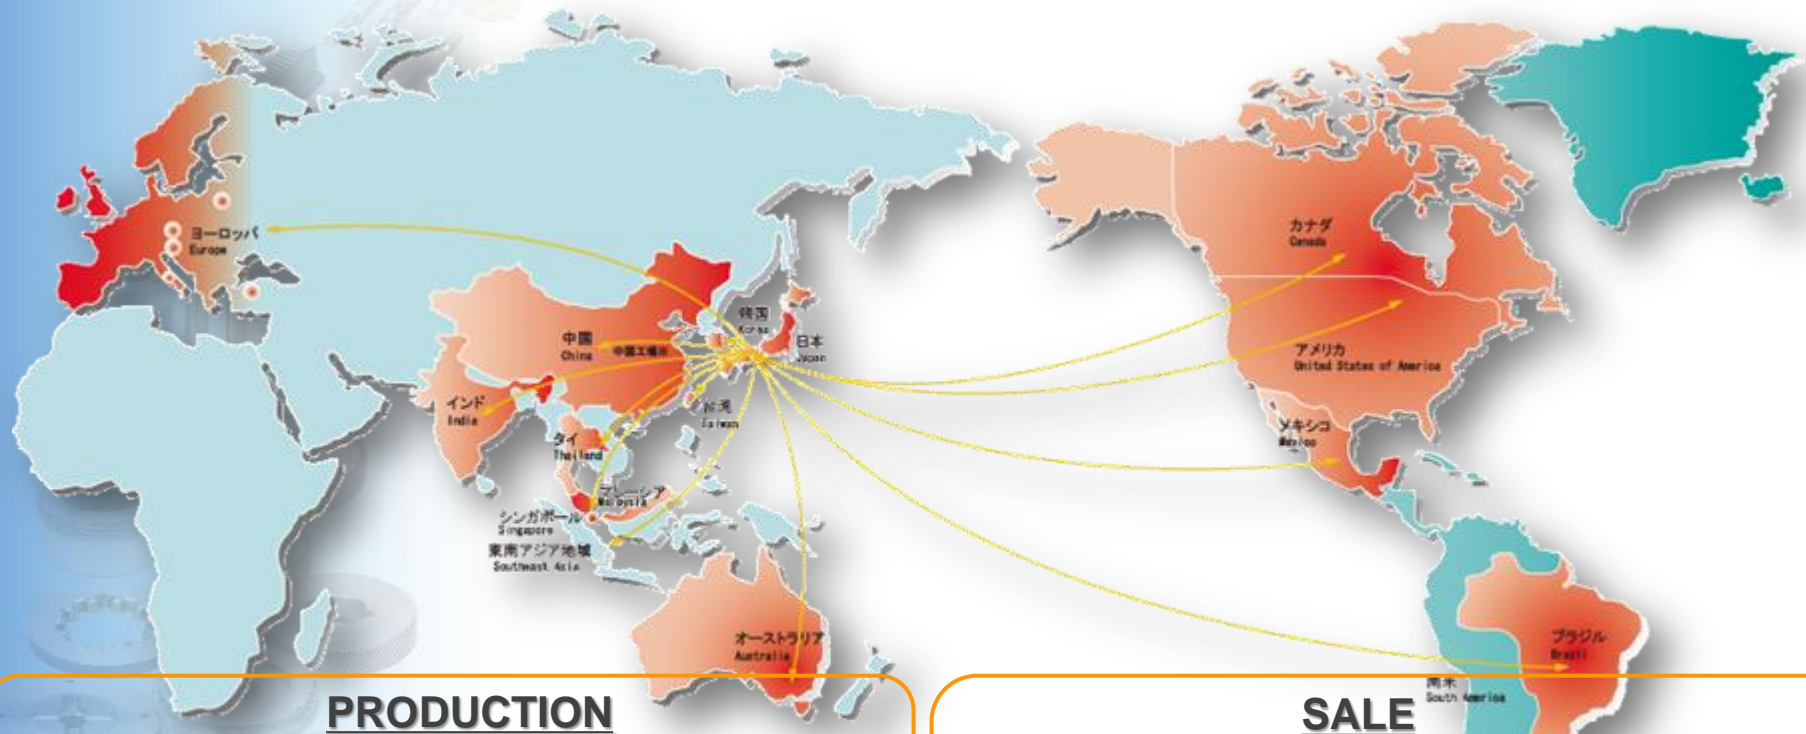 ヨーロッパ
Europe
カナダ
Canada
韓国
Korea
日本
Japan
中国
China
アメリカ
United States of America
インド
India
台湾
Taiwan
メキシコ
Mexico
タイ
Thailand
マレーシア
Malaysia
シンガポール
Singapore
東南アジア地域
Southeast Asia
オーストラリア
Australia
ブラジル
Brazil
南米
South America
PRODUCTION
SALE